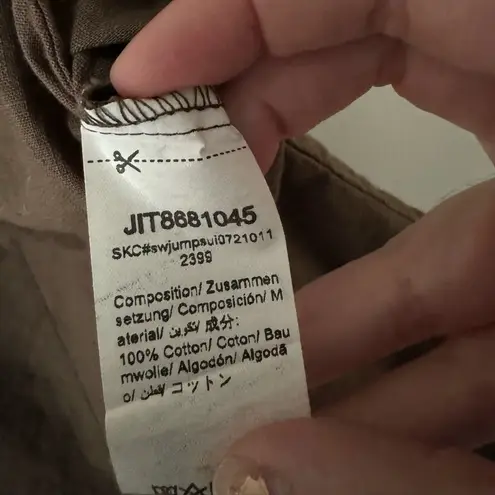 JIT8681045
SKC#swjumpsui0721011
2399
Composition/ Zusammen
setzung/ Composición/ M
aterial/ تكوين/ 成分:
100% Cotton/ Coton/ Bau
mwolle/ Algodón/ Algodã
o/ قطن/ コットン